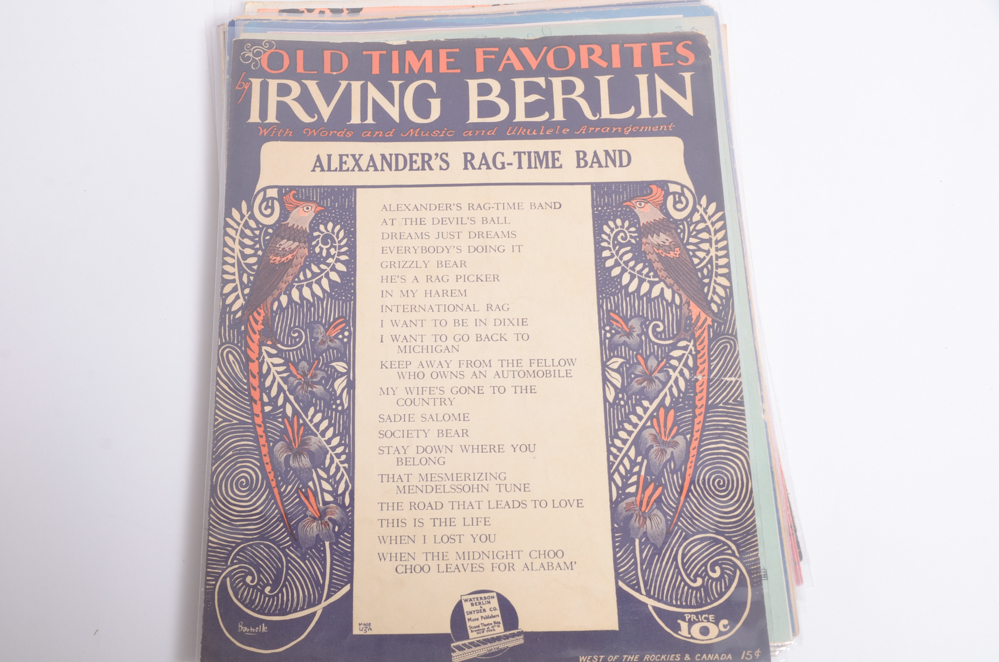 OLD TIME FAVORITES
by IRVING BERLIN
With Words and Music and Ukulele Arrangement
ALEXANDER'S RAG-TIME BAND
ALEXANDER'S RAG-TIME BAND
AT THE DEVIL'S BALL
DREAMS JUST DREAMS
EVERYBODY'S DOING IT
GRIZZLY BEAR
HE'S A RAG PICKER
IN MY HAREM
INTERNATIONAL RAG
I WANT TO BE IN DIXIE
I WANT TO GO BACK TO
MICHIGAN
KEEP AWAY FROM THE FELLOW
WHO OWNS AN AUTOMOBILE
MY WIFE'S GONE TO THE
COUNTRY
SADIE SALOME
SOCIETY BEAR
STAY DOWN WHERE YOU
BELONG
THAT MESMERIZING
MENDELSSOHN TUNE
THE ROAD THAT LEADS TO LOVE
THIS IS THE LIFE
WHEN I LOST YOU
WHEN THE MIDNIGHT CHOO
CHOO LEAVES FOR ALABAM'
WATERSON
BERLIN
&
SNYDER CO.
Music Publishers
Barbelle
PRICE
10¢
WEST OF THE ROCKIES & CANADA 15¢